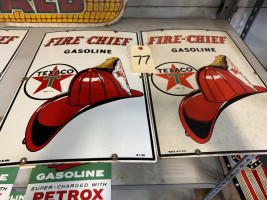 FIRE-CHIEF
GASOLINE
TEXACO
T
77
FIRE-CHIEF
GASOLINE
TEXACO
T
GASOLINE
SUPER-CHARGED WITH
PETROX